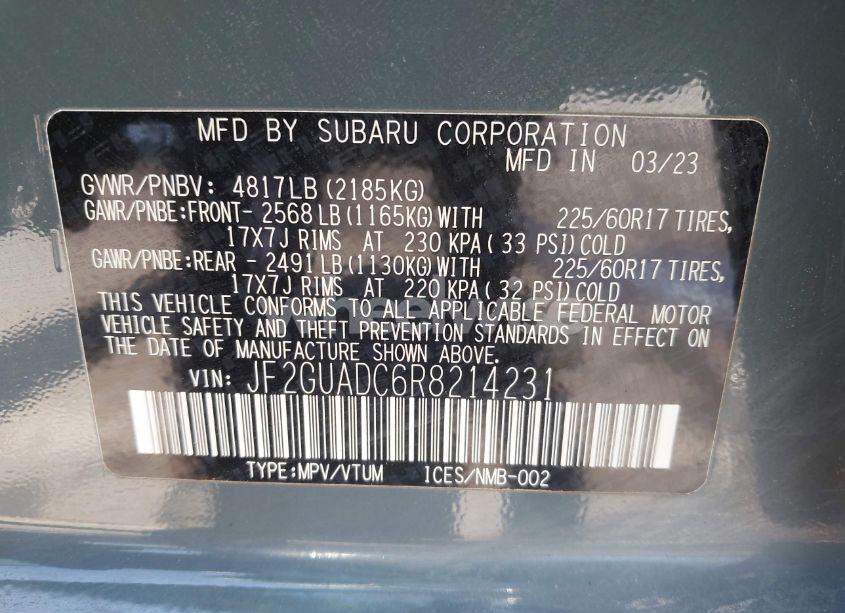 MFD BY SUBARU CORPORATION
MFD IN 03/23
GVWR/PNBV: 4817LB (2185KG)
GAWR/PNBE:FRONT- 2568 LB (1165KG) WITH 225/60R17 TIRES,
17X7J RIMS AT 230 KPA ( 33 PSI) COLD
GAWR/PNBE:REAR - 2491 LB (1130KG) WITH 225/60R17 TIRES,
17X7J RIMS AT 220 KPA ( 32 PSI) COLD
THIS VEHICLE CONFORMS TO ALL APPLICABLE FEDERAL MOTOR
VEHICLE SAFETY AND THEFT PREVENTION STANDARDS IN EFFECT ON
THE DATE OF MANUFACTURE SHOWN ABOVE.
VIN: JF2GUADC6R8214231
TYPE:MPV/VTUM ICES/NMB-002